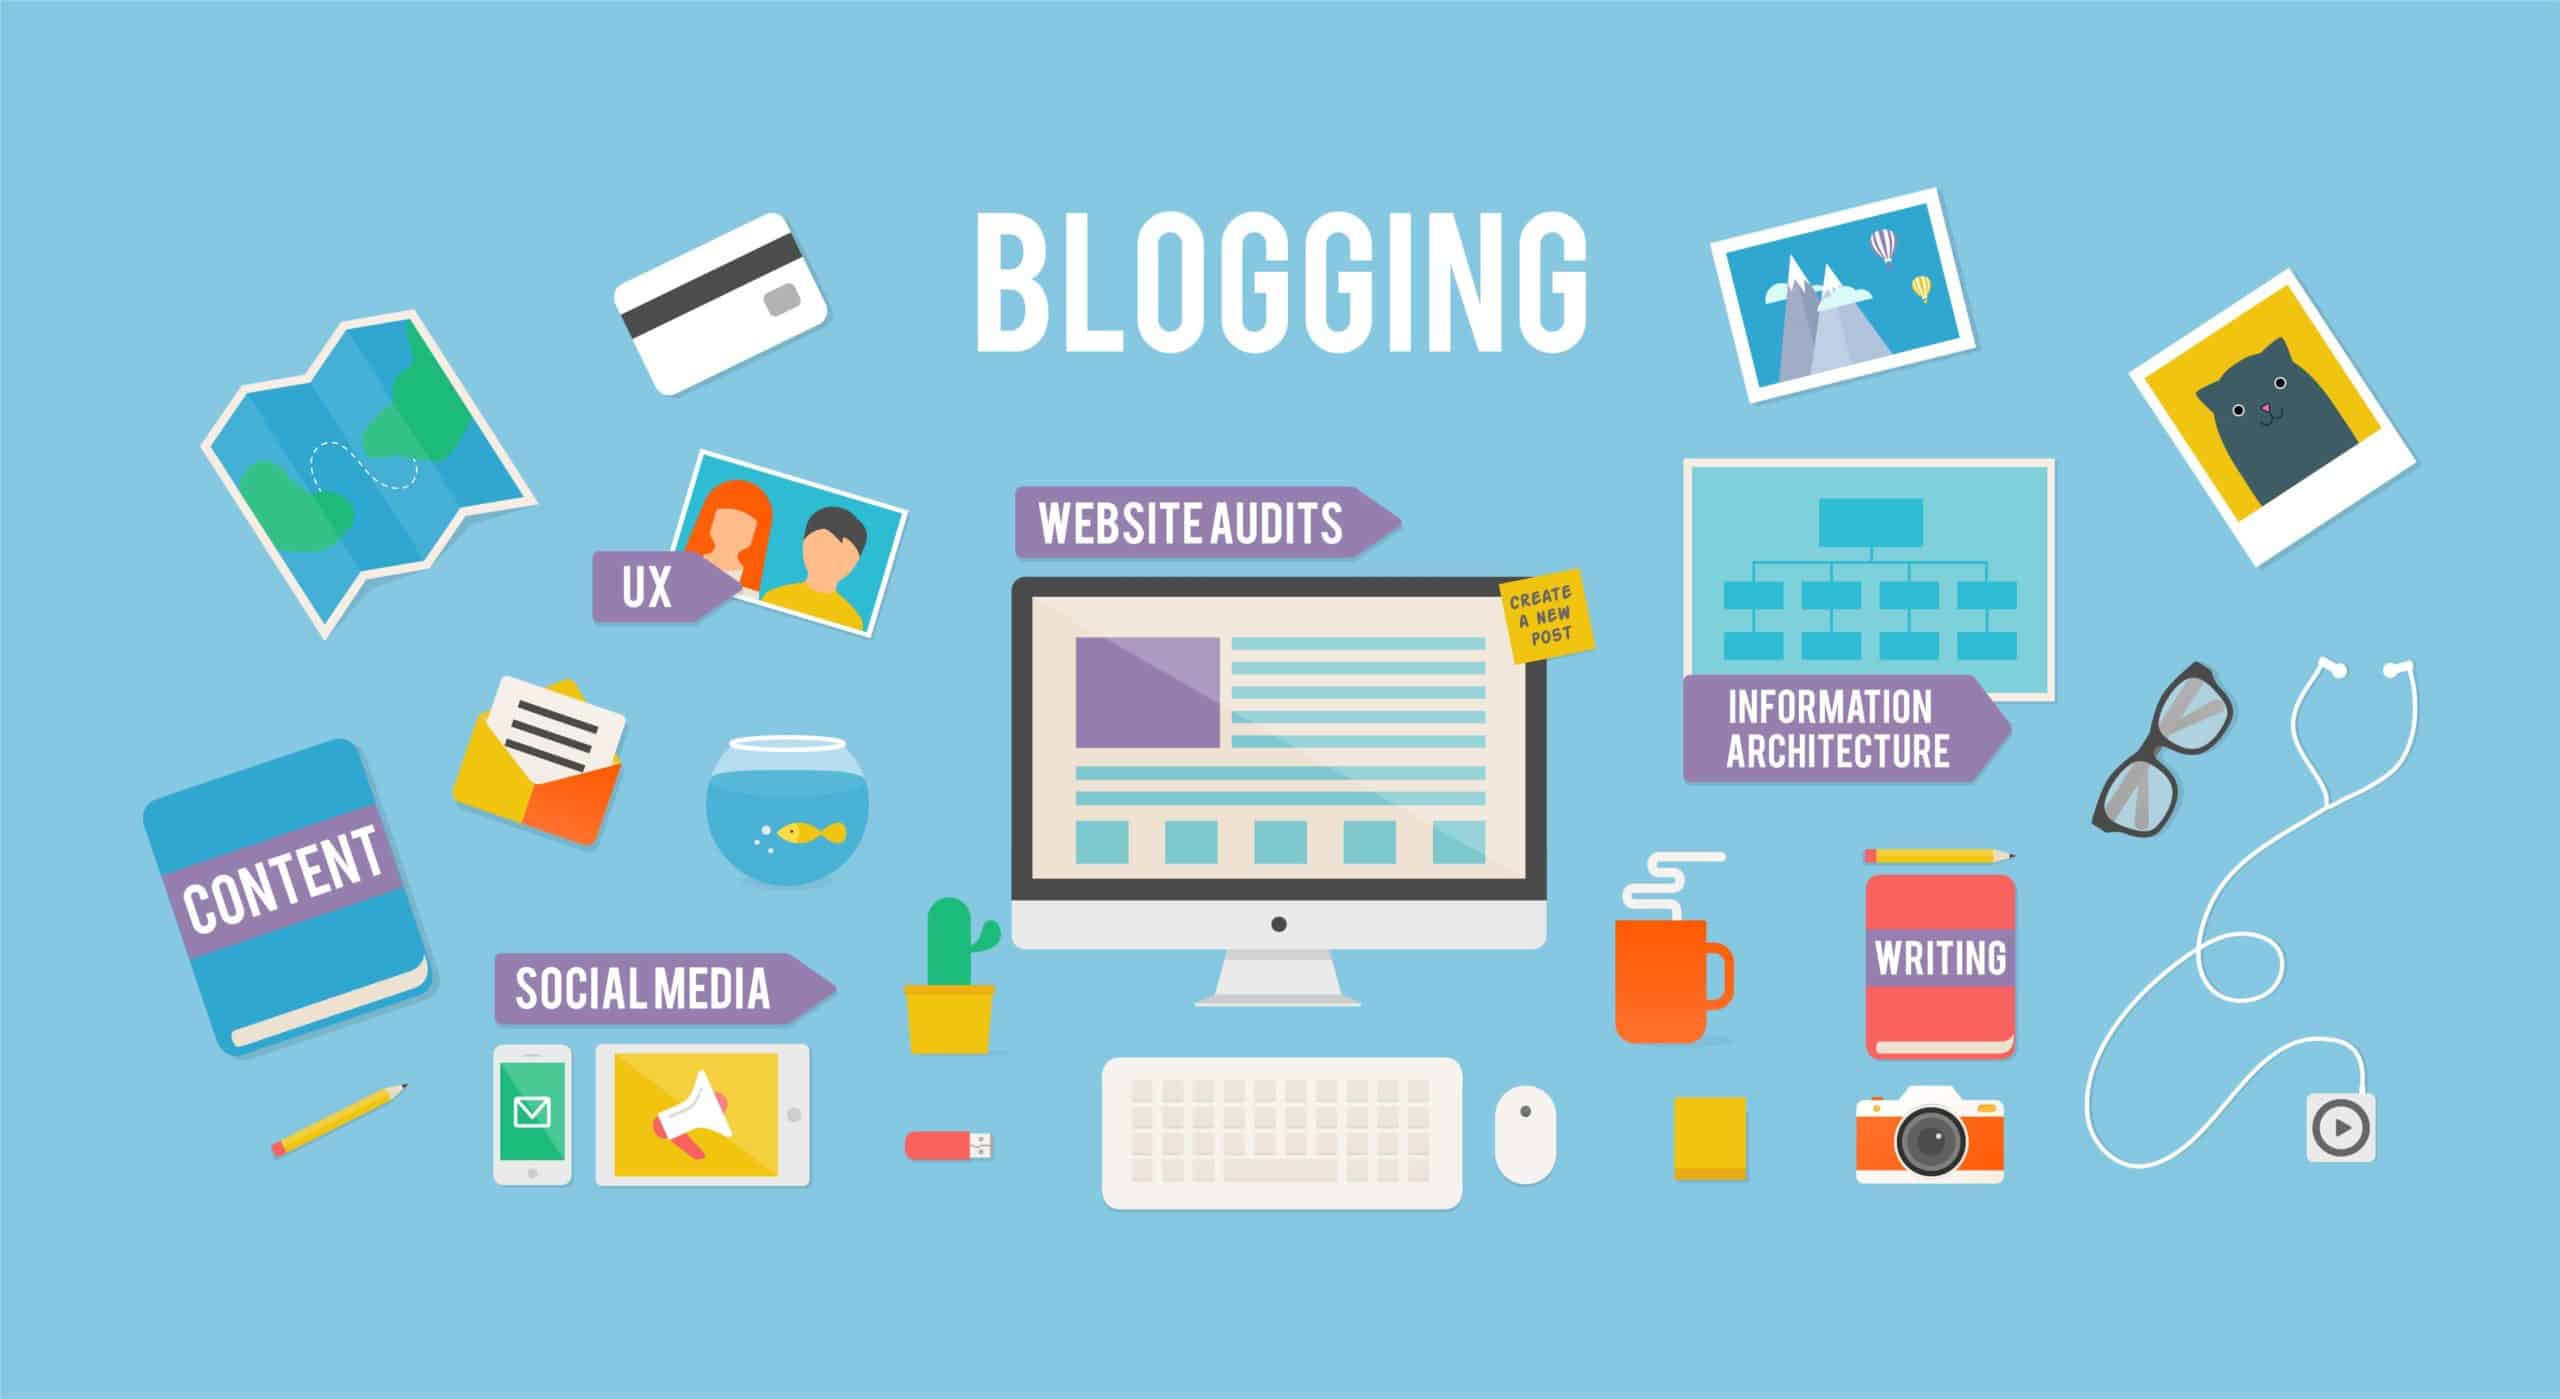 BLOGGING
WEBSITE AUDITS
UX
CREATE
A NEW
POST
INFORMATION
ARCHITECTURE
CONTENT
SOCIAL MEDIA
WRITING